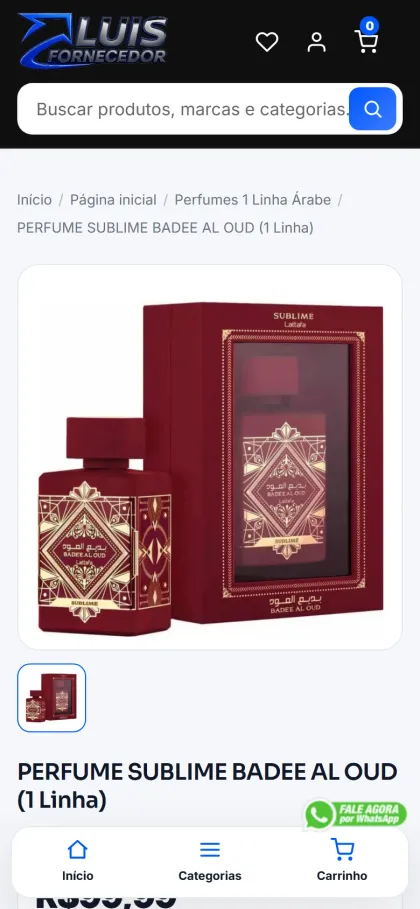 LUIS
FORNECEDOR
0
Buscar produtos, marcas e categorias.
Início / Página inicial / Perfumes 1 Linha Árabe /
PERFUME SUBLIME BADEE AL OUD (1 Linha)
SUBLIME
Lattafa
بديع العود
BADEE AL OUD
SUBLIME
بديع العود
BADEE AL OUD
Lattafa
SUBLIME
بديع العود
BADEE AL OUD
PERFUME SUBLIME BADEE AL OUD
(1 Linha)
FALE AGORA
por WhatsApp
Início
Categorias
Carrinho